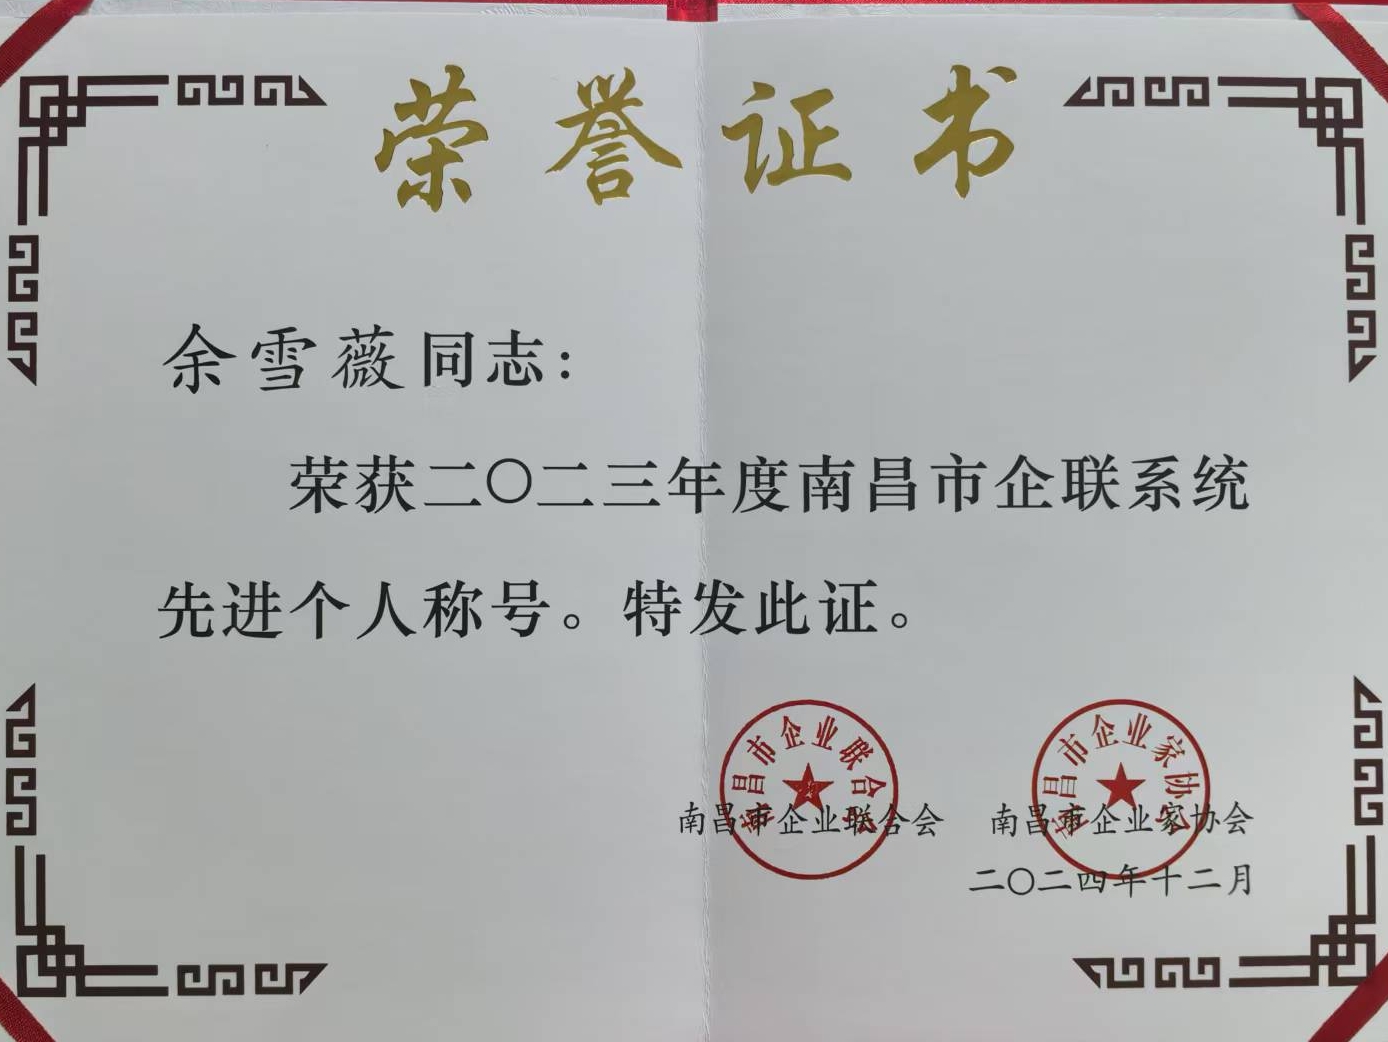 荣誉证书
余雪薇同志：
荣获二〇二三年度南昌市企联系统
先进个人称号。特发此证。
南昌市企业联合会
南昌市企业家协会
南昌市企业联合会 南昌市企业家协会
二〇二四年十二月